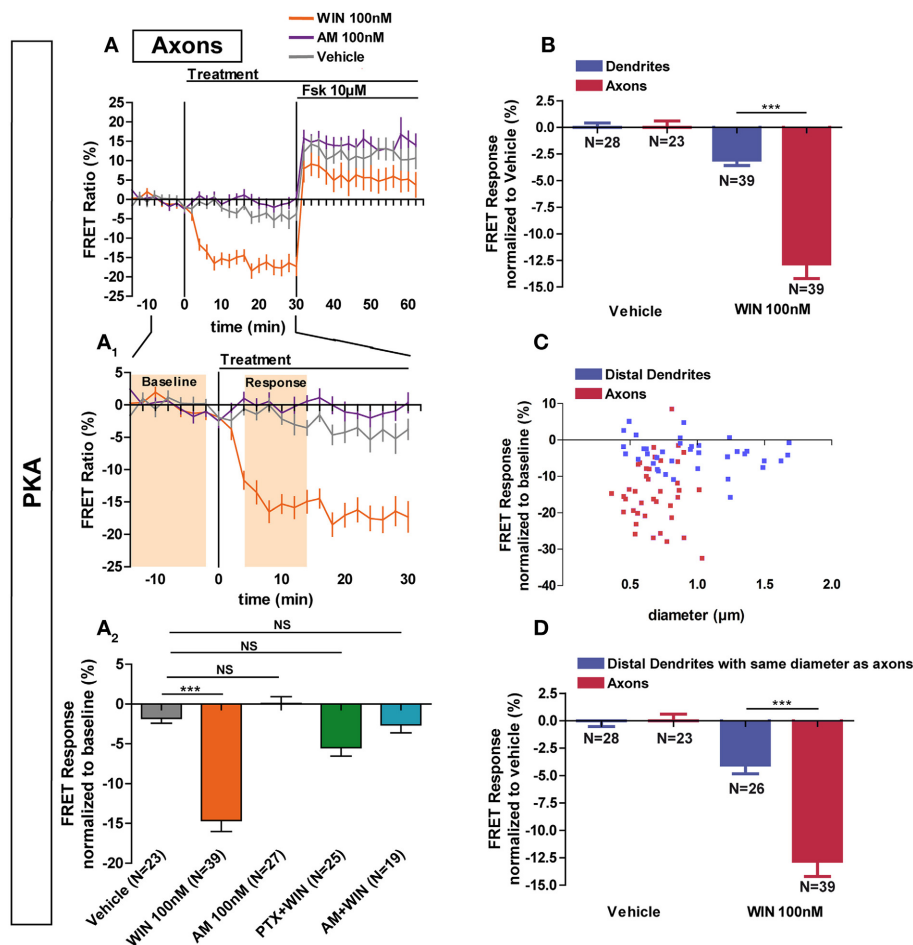 PKA
A
Axons
WIN 100nM
AM 100nM
Vehicle
Treatment
Fsk 10µM
FRET Ratio (%)
25
20
15
10
5
0
-5
-10
-15
-20
-25
-10 0 10 20 30 40 50 60
time (min)
A1
Treatment
Baseline
Response
FRET Ratio (%)
5
0
-5
-10
-15
-20
-25
-10 0 10 20 30
time (min)
A2
NS
NS
NS
***
FRET Response
normalized to baseline (%)
5
0
-5
-10
-15
-20
Vehicle (N=23)
WIN 100nM (N=39)
AM 100nM (N=27)
PTX+WIN (N=25)
AM+WIN (N=19)
B
Dendrites
Axons
FRET Response
normalized to Vehicle (%)
2.5
0.0
-2.5
-5.0
-7.5
-10.0
-12.5
-15.0
***
N=28
N=23
N=39
N=39
Vehicle
WIN 100nM
C
Distal Dendrites
Axons
FRET Response
normalized to baseline (%)
10
0
-10
-20
-30
-40
0.5 1.0 1.5 2.0
diameter (µm)
D
Distal Dendrites with same diameter as axons
Axons
FRET Response
normalized to vehicle (%)
2.5
0.0
-2.5
-5.0
-7.5
-10.0
-12.5
-15.0
***
N=28
N=23
N=26
N=39
Vehicle
WIN 100nM